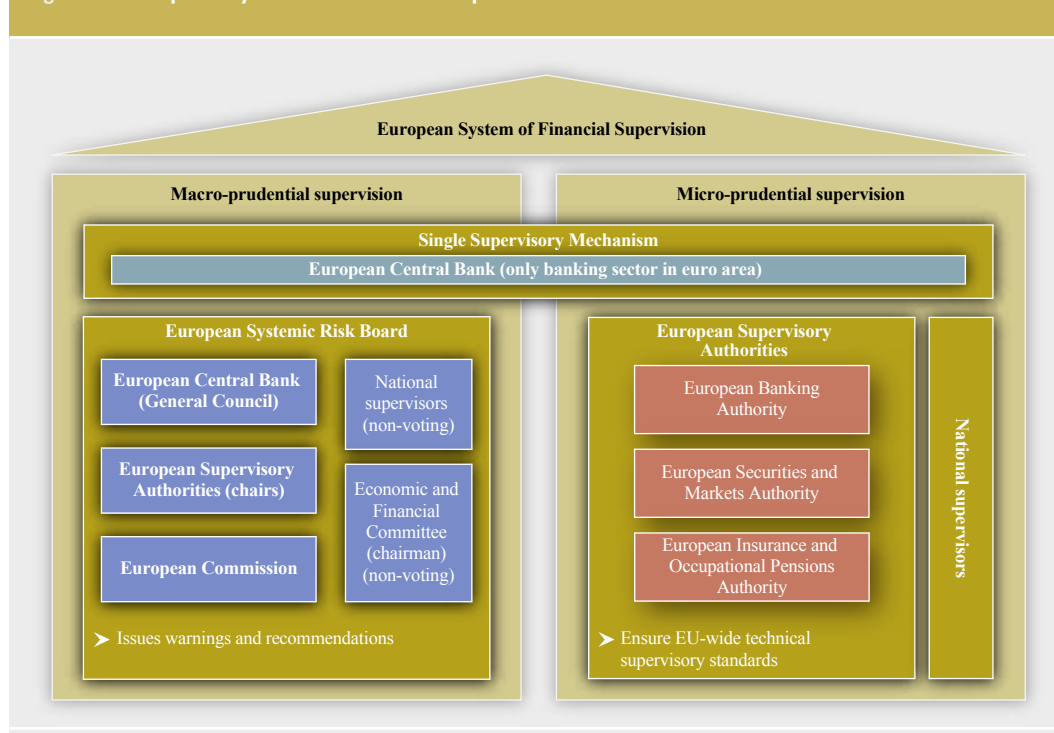 European System of Financial Supervision
Macro-prudential supervision
Micro-prudential supervision
Single Supervisory Mechanism
European Central Bank (only banking sector in euro area)
European Systemic Risk Board
European Central Bank
(General Council)
European Supervisory
Authorities (chairs)
European Commission
National
supervisors
(non-voting)
Economic and
Financial
Committee
(chairman)
(non-voting)
➤ Issues warnings and recommendations
European Supervisory
Authorities
European Banking
Authority
European Securities and
Markets Authority
European Insurance and
Occupational Pensions
Authority
➤ Ensure EU-wide technical
supervisory standards
National supervisors